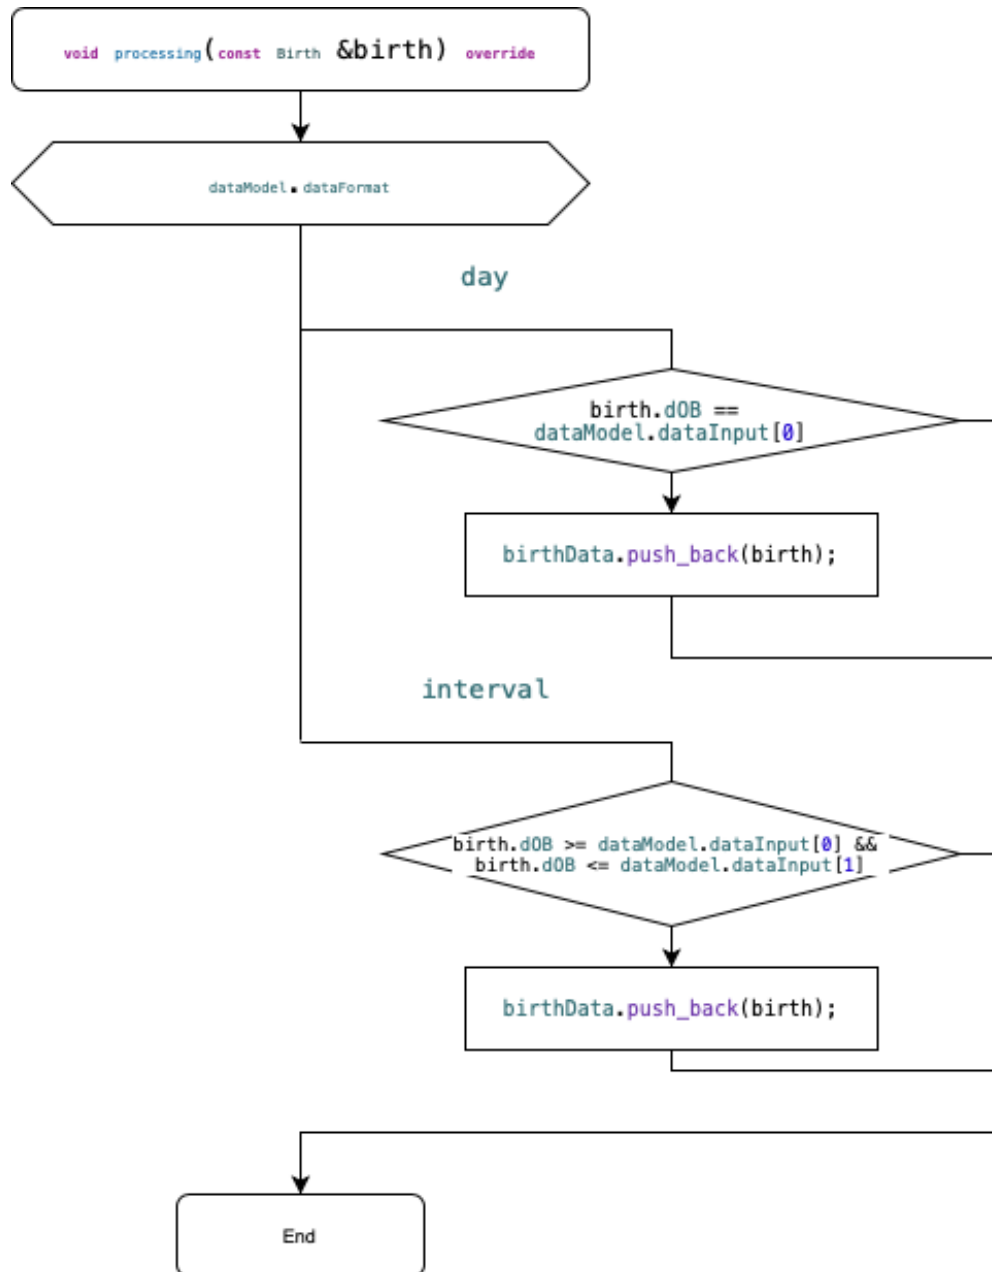 void processing(const Birth &birth) override
dataModel.dataFormat
day
birth.dOB ==
dataModel.dataInput[0]
birthData.push_back(birth);
interval
birth.dOB >= dataModel.dataInput[0] &&
birth.dOB <= dataModel.dataInput[1]
birthData.push_back(birth);
End